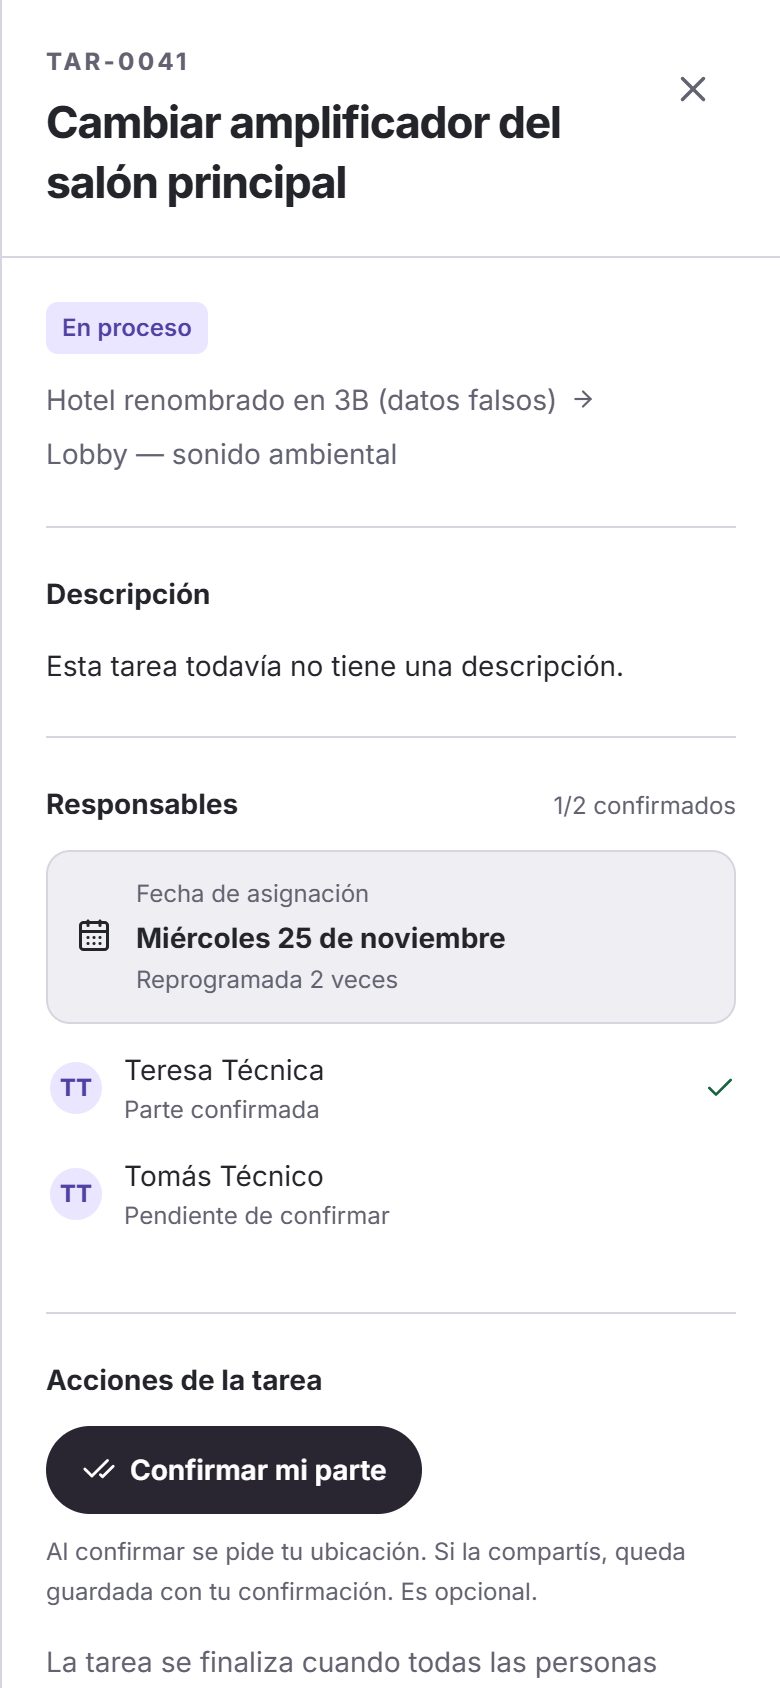 TAR-0041
Cambiar amplificador del
salón principal
En proceso
Hotel renombrado en 3B (datos falsos) →
Lobby — sonido ambiental
Descripción
Esta tarea todavía no tiene una descripción.
Responsables
1/2 confirmados
Fecha de asignación
Miércoles 25 de noviembre
Reprogramada 2 veces
TT
Teresa Técnica
Parte confirmada
TT
Tomás Técnico
Pendiente de confirmar
Acciones de la tarea
Confirmar mi parte
Al confirmar se pide tu ubicación. Si la compartís, queda
guardada con tu confirmación. Es opcional.
La tarea se finaliza cuando todas las personas